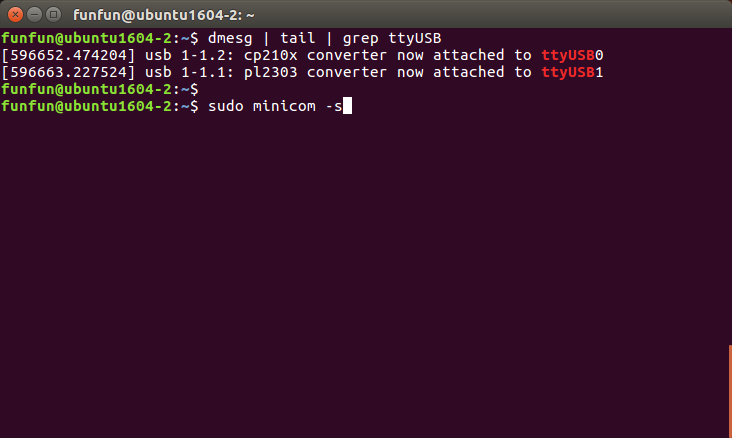 funfun@ubuntu1604-2: ~
funfun@ubuntu1604-2:~$ dmesg | tail | grep ttyUSB
[596652.474204] usb 1-1.2: cp210x converter now attached to ttyUSB0
[596663.227524] usb 1-1.1: pl2303 converter now attached to ttyUSB1
funfun@ubuntu1604-2:~$
funfun@ubuntu1604-2:~$ sudo minicom -s